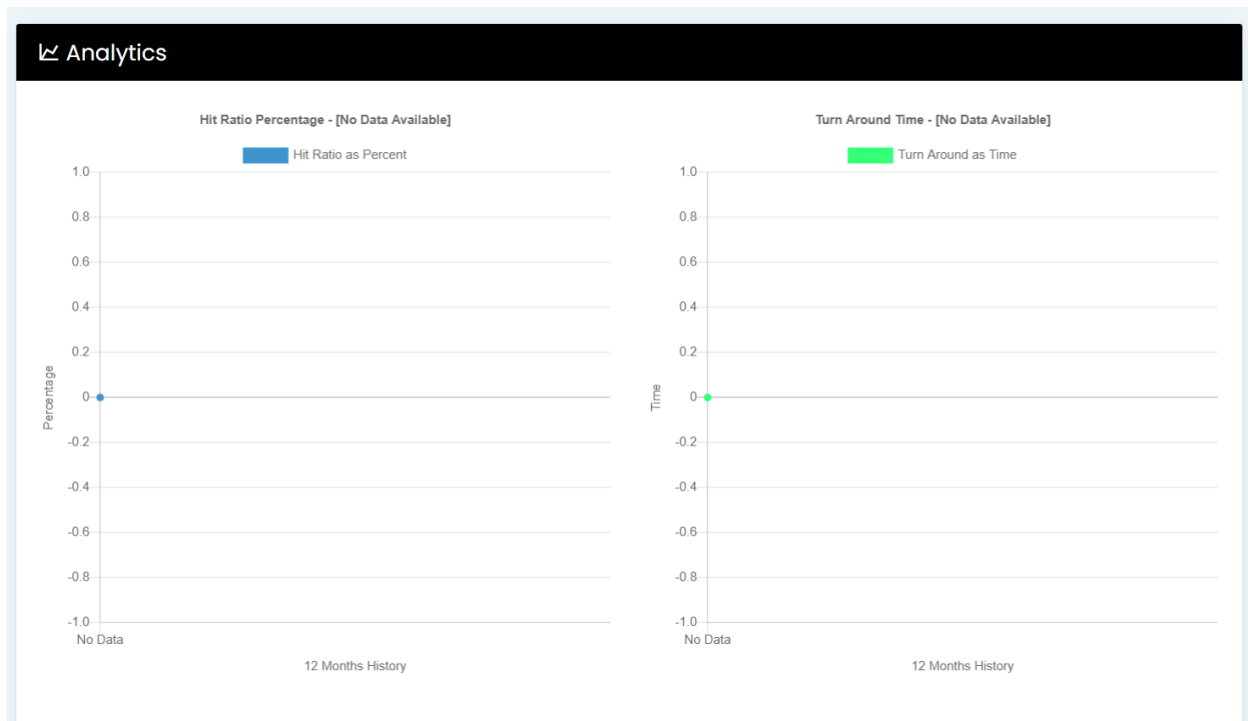 Analytics
Hit Ratio Percentage - [No Data Available]
Hit Ratio as Percent
1.0
0.8
0.6
0.4
0.2
0
-0.2
-0.4
-0.6
-0.8
-1.0
Percentage
No Data
12 Months History
Turn Around Time - [No Data Available]
Turn Around as Time
1.0
0.8
0.6
0.4
0.2
0
-0.2
-0.4
-0.6
-0.8
-1.0
Time
No Data
12 Months History